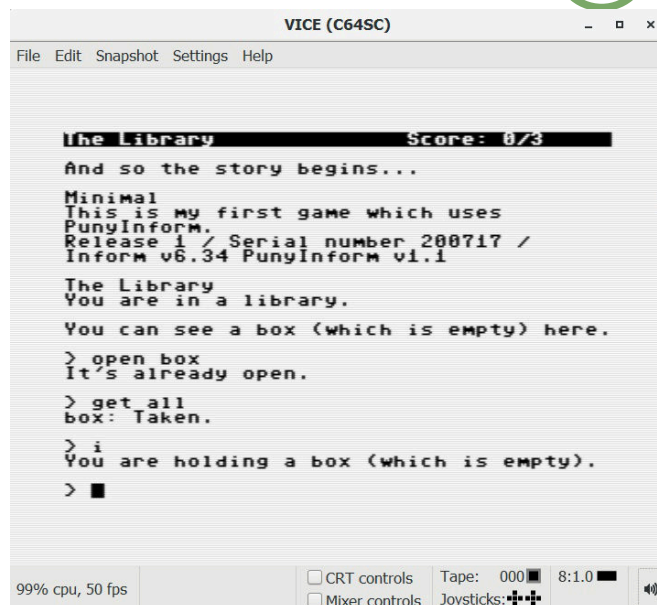 VICE (C64SC)
File Edit Snapshot Settings Help
The Library Score: 0/3
And so the story begins...
Minimal
This is my first game which uses
PunyInform.
Release 1 / Serial number 200717 /
Inform v6.34 PunyInform v1.1
The Library
You are in a library.
You can see a box (which is empty) here.
> open box
It's already open.
> get all
box: Taken.
> i
You are holding a box (which is empty).
>
99% cpu, 50 fps
CRT controls
Mixer controls
Tape: 000
Joysticks:
8:1.0